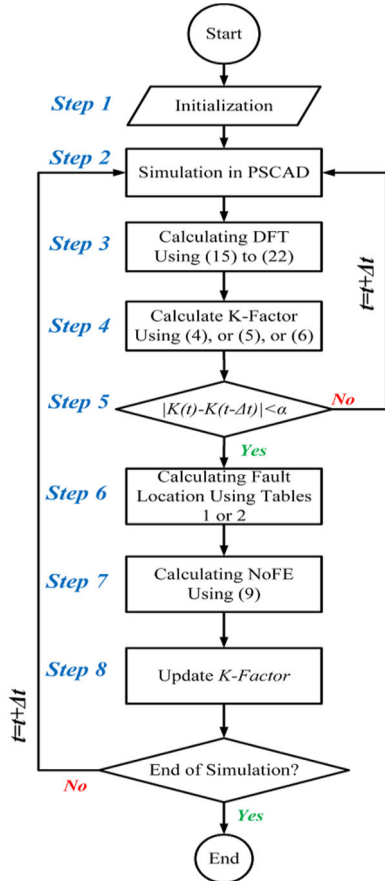 Start
Step 1
Initialization
Step 2
Simulation in PSCAD
Step 3
Calculating DFT
Using (15) to (22)
t=t+Δt
Step 4
Calculate K-Factor
Using (4), or (5), or (6)
Step 5
|K(t)-K(t-Δt)|<α
No
Yes
Step 6
Calculating Fault
Location Using Tables
1 or 2
Step 7
Calculating NoFE
Using (9)
Step 8
Update K-Factor
t=t+Δt
End of Simulation?
No
Yes
End